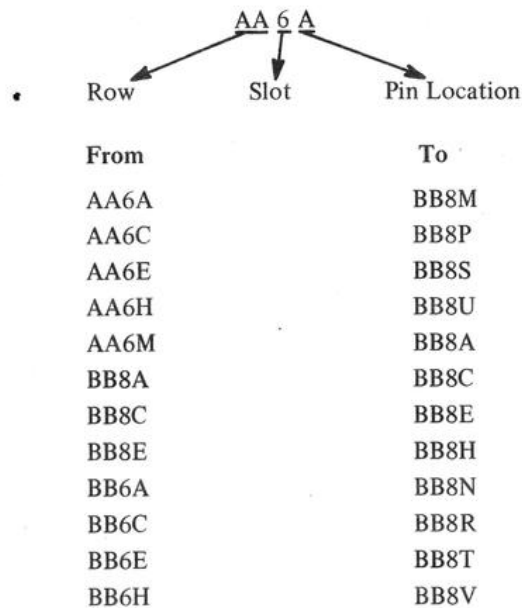 AA 6 A
Row Slot Pin Location
From To
AA6A BB8M
AA6C BB8P
AA6E BB8S
AA6H BB8U
AA6M BB8A
BB8A BB8C
BB8C BB8E
BB8E BB8H
BB6A BB8N
BB6C BB8R
BB6E BB8T
BB6H BB8V